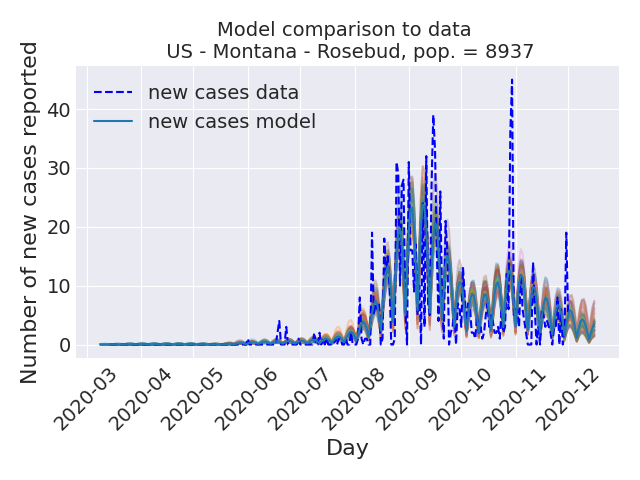 Model comparison to data
US - Montana - Rosebud, pop. = 8937
new cases data
new cases model
Number of new cases reported
40
30
20
10
0
2020-03
2020-04
2020-05
2020-06
2020-07
2020-08
2020-09
2020-10
2020-11
2020-12
Day